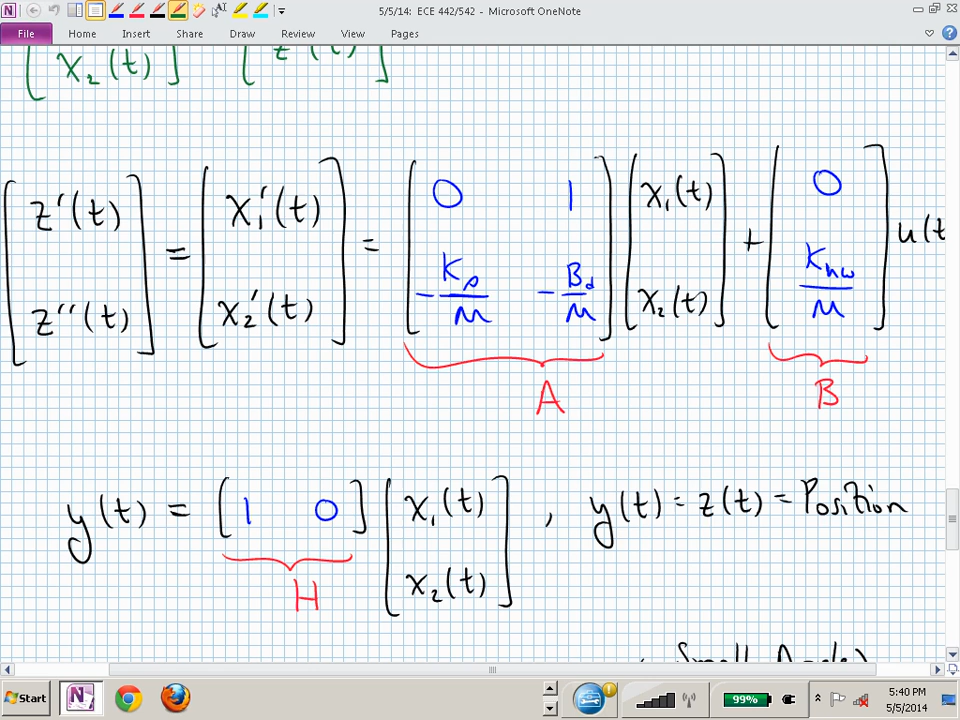 5/5/14: ECE 442/542 - Microsoft OneNote
File Home Insert Share Draw Review View Pages
[ x₂(t) ] [ z'(t) ]
[ z'(t) ] = [ x₁'(t) ] = [ 0 1 ] [ x₁(t) ] + [ 0 ] u(t
[ z''(t) ] [ x₂'(t) ] [ -Kp/M -Bd/M ] [ x₂(t) ] [ Khw/M ]
A B
y(t) = [ 1 0 ] [ x₁(t) ] , y(t) = z(t) = Position
H [ x₂(t) ]
Start 99% 5:40 PM
5/5/2014